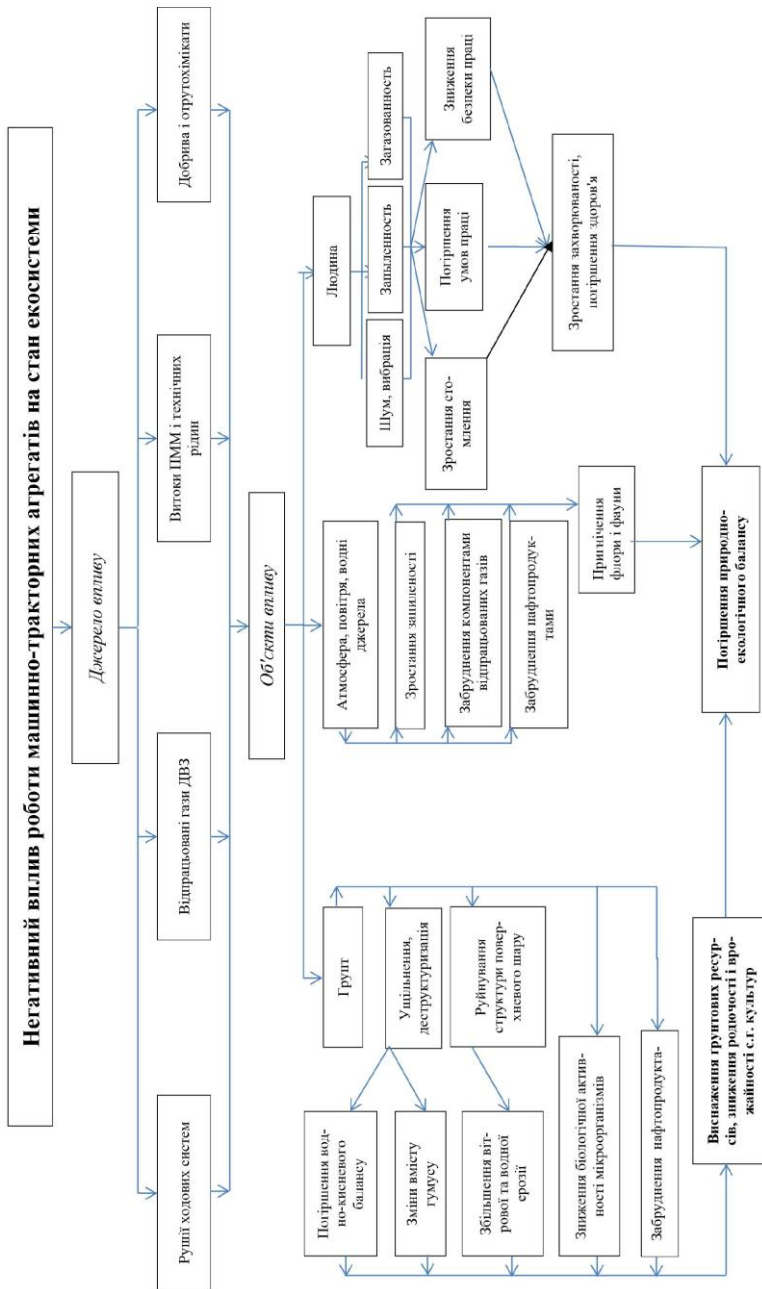 Негативний вплив роботи машинно-тракторних агрегатів на стан екосистеми
Джерело впливу
Рушії ходових систем
Відпрацьовані гази ДВЗ
Витоки ПММ і технічних
рідин
Добрива і отрутохімікати
Об'єкти впливу
Грунт
Ущільнення,
деструктуризація
Руйнування
структури повер-
хневого шару
Погіршення вод-
но-кисневого
балансу
Зміни вмісту
гумусу
Збільшення віт-
рової та водної
ерозії
Зниження біологічної актив-
ності мікроорганізмів
Забруднення нафтопродукта-
Виснаження грунтових ресур-
сів, зниження родючості і вро-
жайності с.г. культур
Атмосфера, повітря, водні
джерела
Зростання запиленості
Забруднення компонентами
відпрацьованих газів
Забруднення нафтопродук-
тами
Пригнічення
флори і фауни
Людина
Шум, вибрація
Запыленность
Загазованность
Зростання сто-
млення
Погіршення
умов праці
Зниження
безпеки праці
Зростання захворюваності,
погіршення здоров'я
Погіршення природно-
екологічного балансу